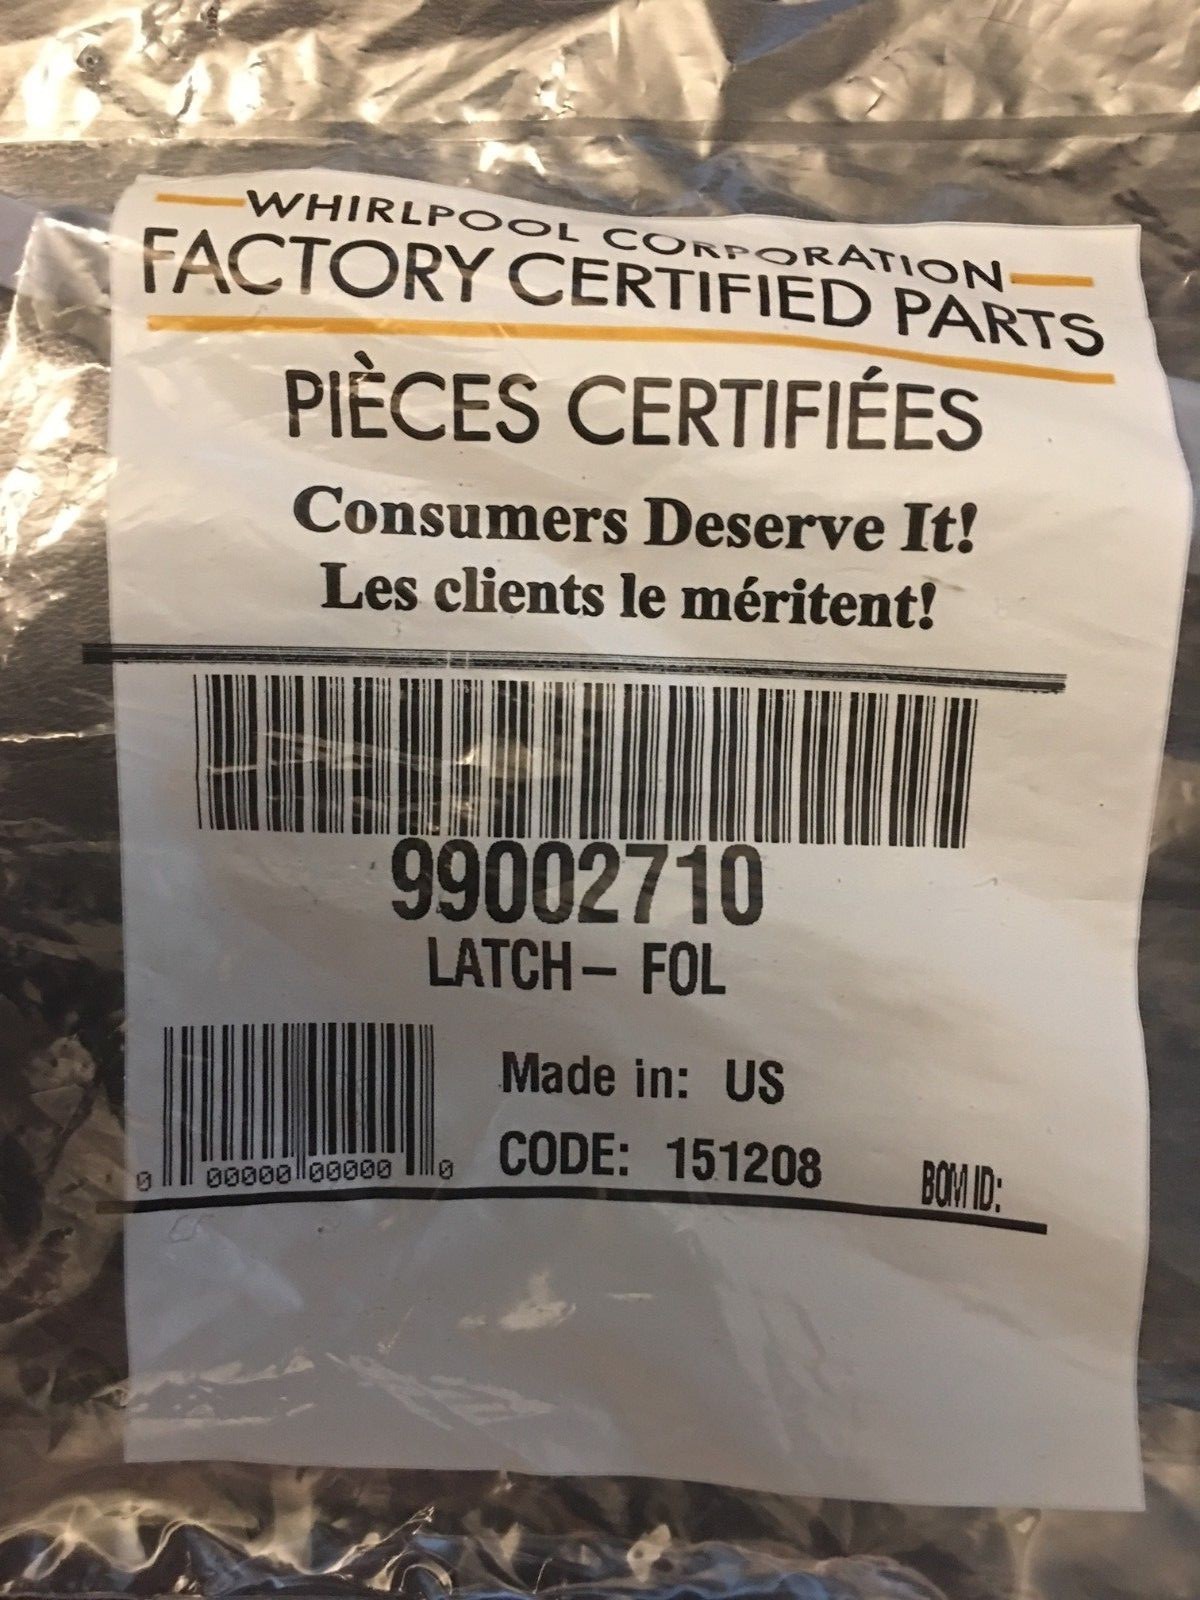 WHIRLPOOL CORPORATION
FACTORY CERTIFIED PARTS
PIÈCES CERTIFIÉES
Consumers Deserve It!
Les clients le méritent!
99002710
LATCH- FOL
Made in: US
CODE: 151208
BOM ID:
0 00000 00000 0